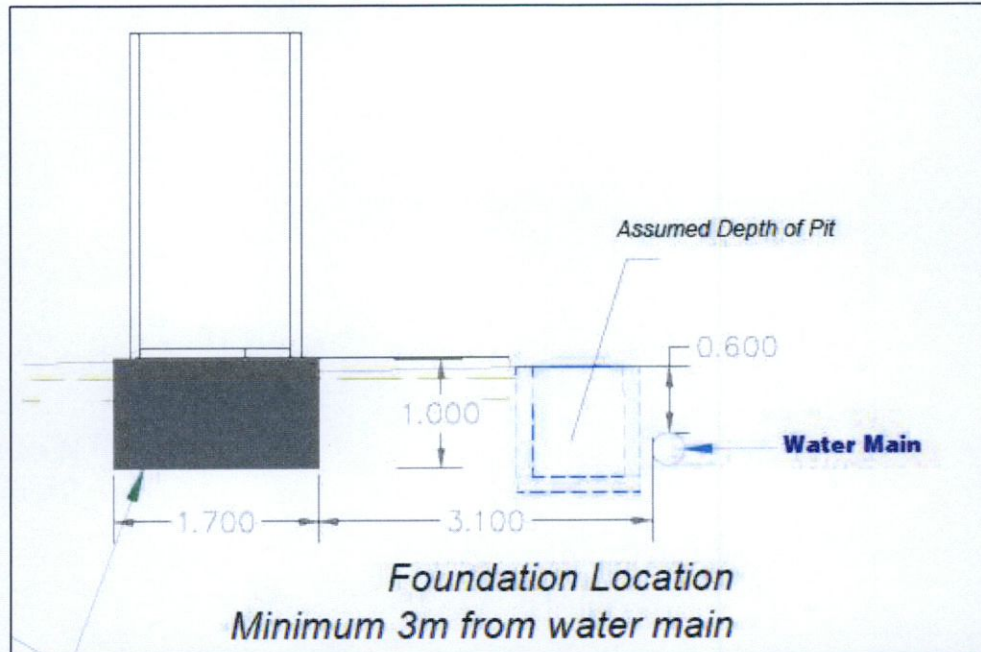 Assumed Depth of Pit
0.600
1.000
Water Main
1.700
3.100
Foundation Location
Minimum 3m from water main